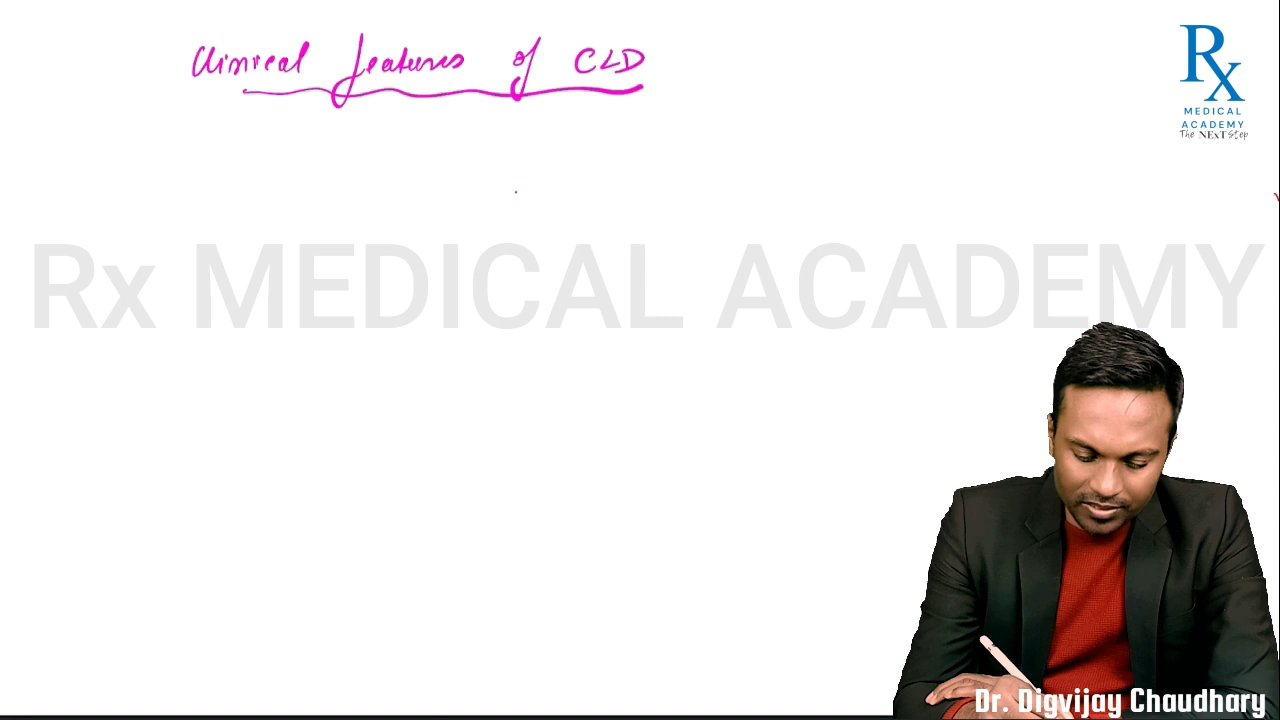 Clinical features of CLD
Rx
MEDICAL
ACADEMY
The NExT Step
Rx MEDICAL ACADEMY
Dr. Digvijay Chaudhary